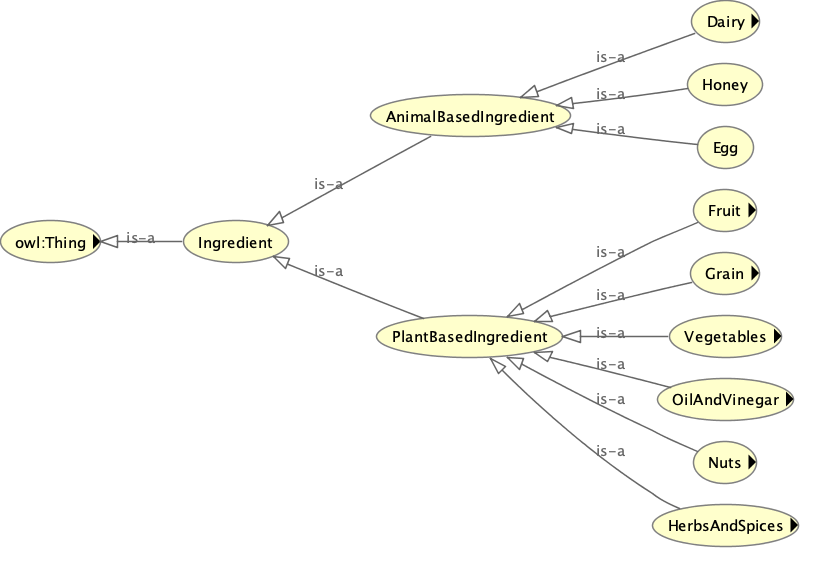 Dairy
is-a
Honey
is-a
AnimalBasedIngredient
is-a
Egg
is-a
Fruit
owl:Thing
is-a
Ingredient
is-a
is-a
Grain
is-a
PlantBasedIngredient
is-a
Vegetables
is-a
OilAndVinegar
is-a
Nuts
is-a
HerbsAndSpices